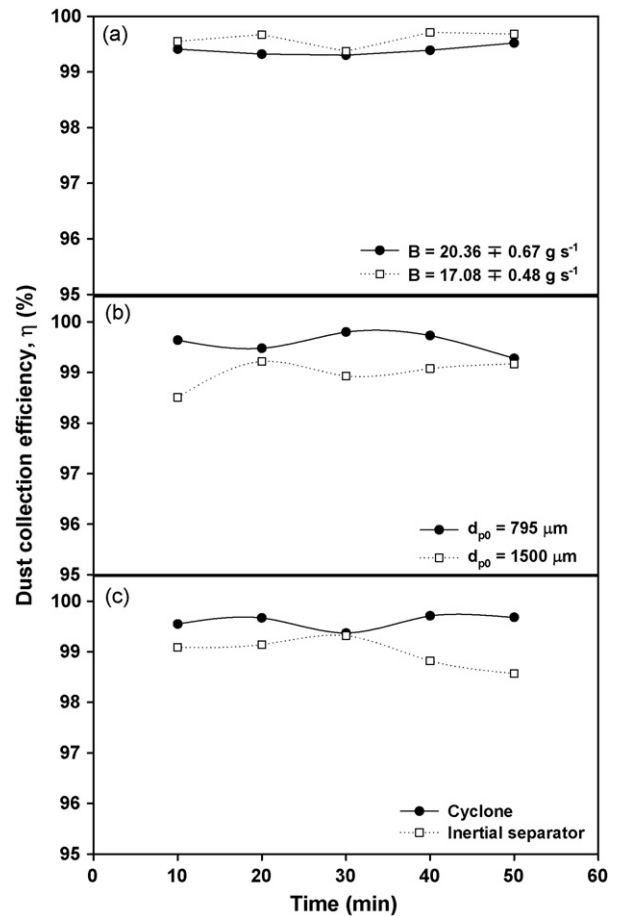 Dust collection efficiency, η (%)
(a)
100
99
98
97
96
95
B = 20.36 ∓ 0.67 g s⁻¹
B = 17.08 ∓ 0.48 g s⁻¹
(b)
100
99
98
97
96
95
dp0 = 795 μm
dp0 = 1500 μm
(c)
100
99
98
97
96
95
Cyclone
Inertial separator
0 10 20 30 40 50 60
Time (min)